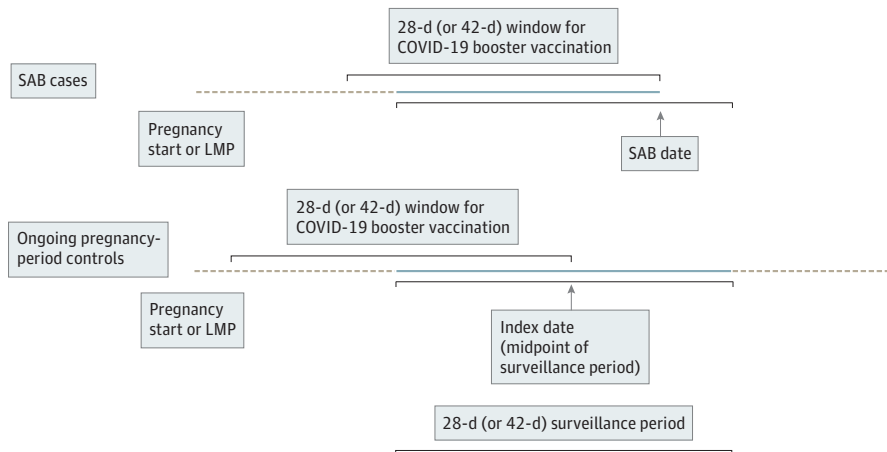 28-d (or 42-d) window for
COVID-19 booster vaccination
SAB cases
Pregnancy
start or LMP
SAB date
28-d (or 42-d) window for
COVID-19 booster vaccination
Ongoing pregnancy-
period controls
Pregnancy
start or LMP
Index date
(midpoint of
surveillance period)
28-d (or 42-d) surveillance period